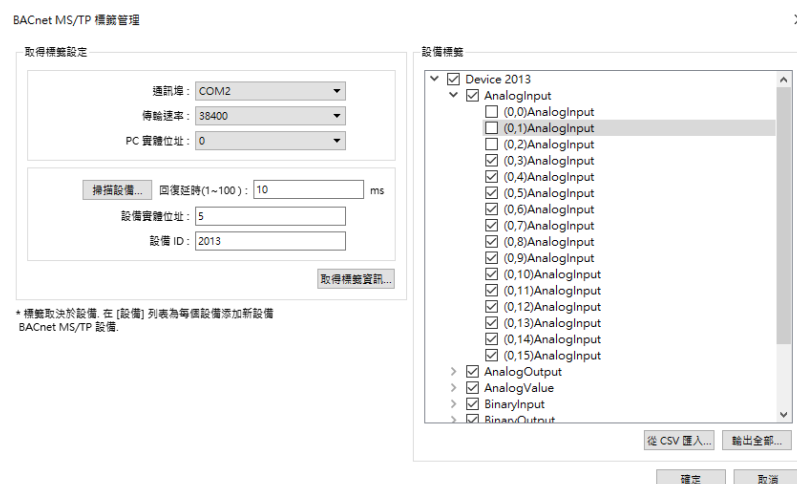 BACnet MS/TP 標籤管理
取得標籤設定
通訊埠 : COM2
傳輸速率 : 38400
PC 實體位址 : 0
掃描設備... 回復延時(1~100 ) : 10 ms
設備實體位址 : 5
設備 ID : 2013
取得標籤資訊...
* 標籤取決於設備. 在 [設備] 列表為每個設備添加新設備
BACnet MS/TP 設備.
設備標籤
Device 2013
AnalogInput
(0,0)AnalogInput
(0,1)AnalogInput
(0,2)AnalogInput
(0,3)AnalogInput
(0,4)AnalogInput
(0,5)AnalogInput
(0,6)AnalogInput
(0,7)AnalogInput
(0,8)AnalogInput
(0,9)AnalogInput
(0,10)AnalogInput
(0,11)AnalogInput
(0,12)AnalogInput
(0,13)AnalogInput
(0,14)AnalogInput
(0,15)AnalogInput
AnalogOutput
AnalogValue
BinaryInput
BinaryOutput
從 CSV 匯入... 輸出全部...
確定 取消